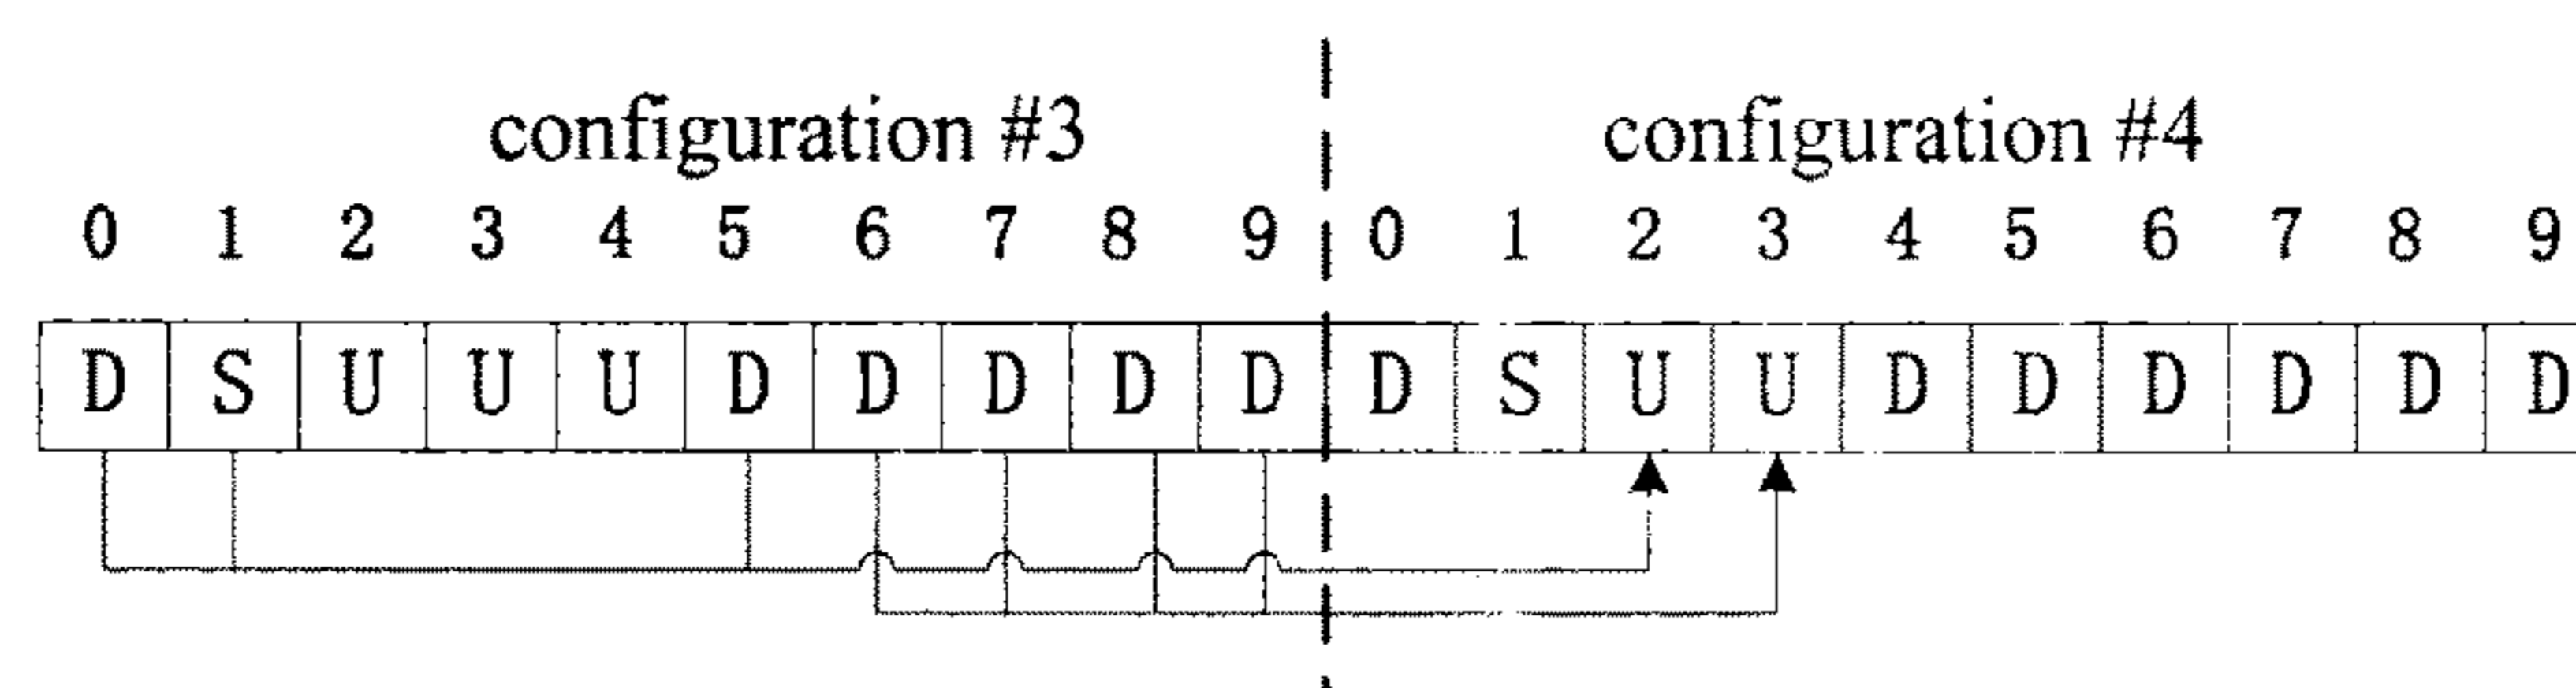 configuration #3 configuration #4
0 1 2 3 4 5 6 7 8 9 0 1 2 3 4 5 6 7 8 9
D S U U U D D D D D D S U U D D D D D D